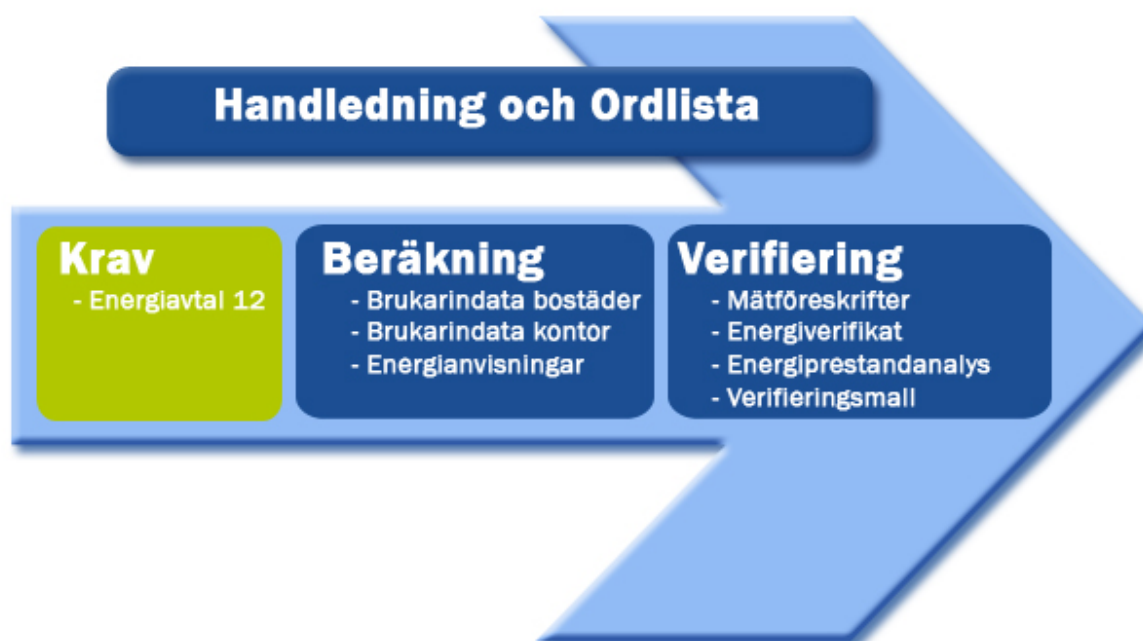 Handledning och Ordlista
Krav
- Energiavtal 12
Beräkning
- Brukarindata bostäder
- Brukarindata kontor
- Energianvisningar
Verifiering
- Mätföreskrifter
- Energiverifikat
- Energiprestandanalys
- Verifieringsmall